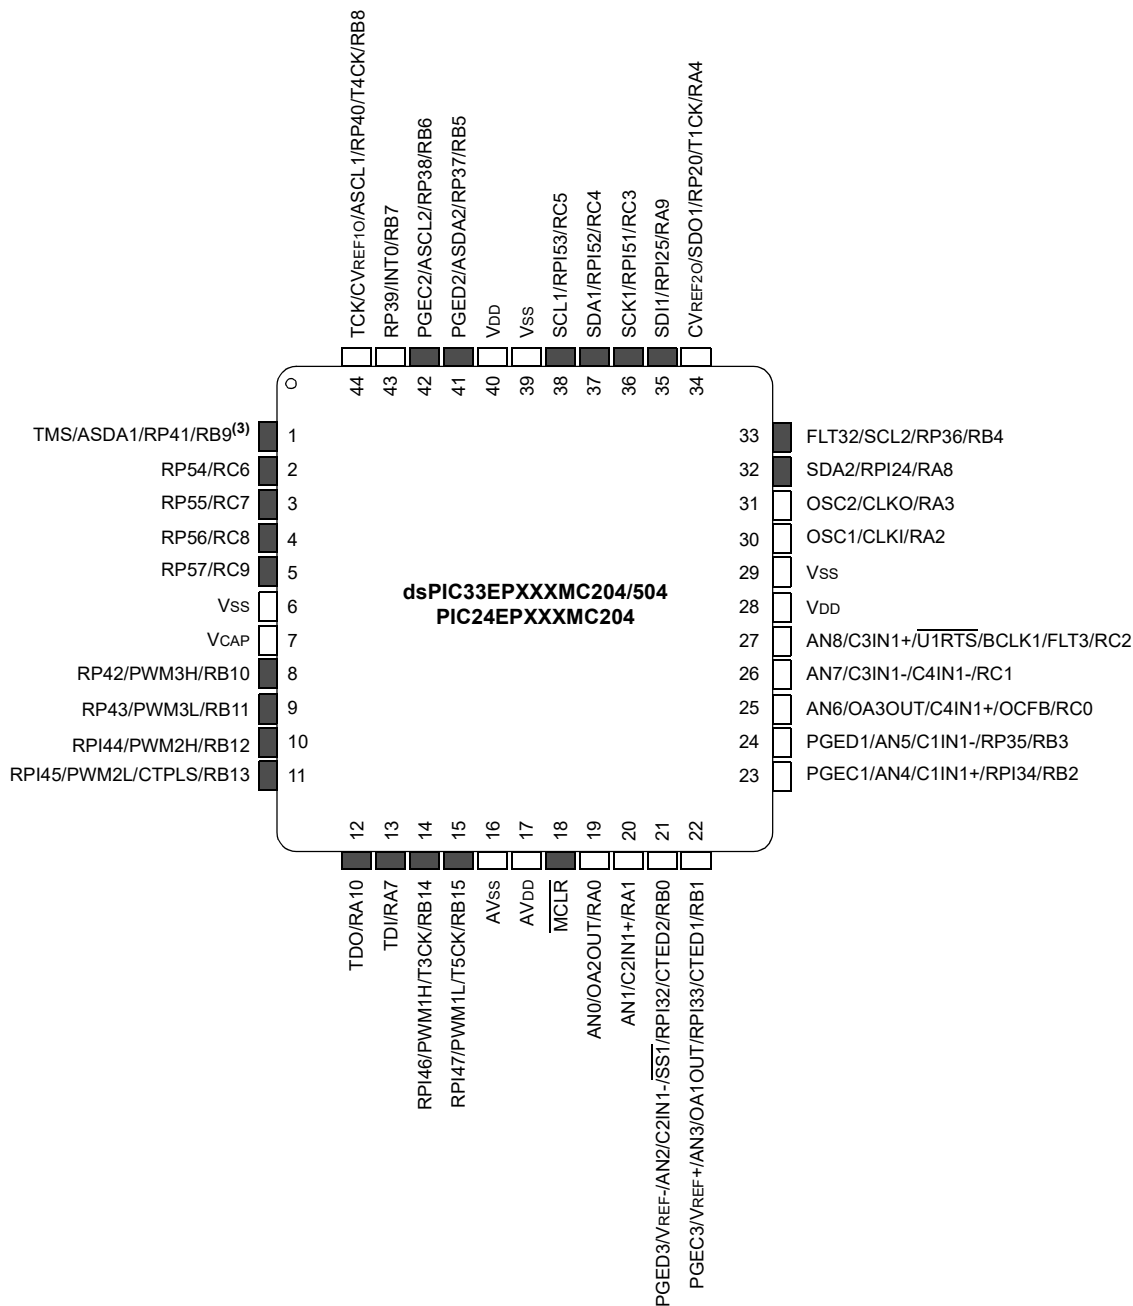 TCK/CVREF1O/ASCL1/RP40/T4CK/RB8
RP39/INT0/RB7
PGEC2/ASCL2/RP38/RB6
PGED2/ASDA2/RP37/RB5
VDD
VSS
SCL1/RPI53/RC5
SDA1/RPI52/RC4
SCK1/RPI51/RC3
SDI1/RPI25/RA9
CVREF2O/SDO1/RP20/T1CK/RA4
44
43
42
41
40
39
38
37
36
35
34
TMS/ASDA1/RP41/RB9(3) 1
RP54/RC6 2
RP55/RC7 3
RP56/RC8 4
RP57/RC9 5
VSS 6
VCAP 7
RP42/PWM3H/RB10 8
RP43/PWM3L/RB11 9
RPI44/PWM2H/RB12 10
RPI45/PWM2L/CTPLS/RB13 11
dsPIC33EPXXXMC204/504
PIC24EPXXXMC204
33 FLT32/SCL2/RP36/RB4
32 SDA2/RPI24/RA8
31 OSC2/CLKO/RA3
30 OSC1/CLKI/RA2
29 VSS
28 VDD
27 AN8/C3IN1+/U1RTS/BCLK1/FLT3/RC2
26 AN7/C3IN1-/C4IN1-/RC1
25 AN6/OA3OUT/C4IN1+/OCFB/RC0
24 PGED1/AN5/C1IN1-/RP35/RB3
23 PGEC1/AN4/C1IN1+/RPI34/RB2
12
13
14
15
16
17
18
19
20
21
22
TDO/RA10
TDI/RA7
RPI46/PWM1H/T3CK/RB14
RPI47/PWM1L/T5CK/RB15
AVSS
AVDD
MCLR
AN0/OA2OUT/RA0
AN1/C2IN1+/RA1
PGED3/VREF-/AN2/C2IN1-/SS1/RPI32/CTED2/RB0
PGEC3/VREF+/AN3/OA1OUT/RPI33/CTED1/RB1